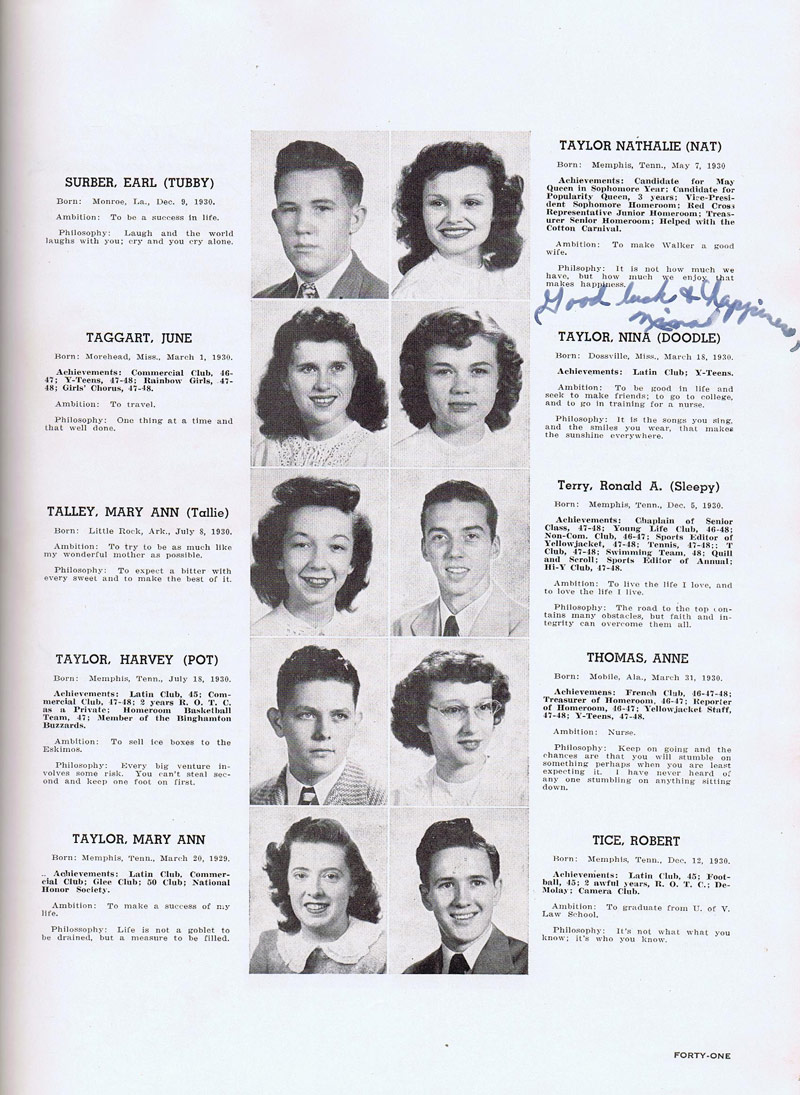 SURBER, EARL (TUBBY)
Born: Monroe, La., Dec. 9, 1930.
Ambition: To be a success in life.
Philosophy: Laugh and the world
laughs with you; cry and you cry alone.
TAGGART, JUNE
Born: Morehead, Miss., March 1, 1930.
Achievements: Commercial Club, 46-
47; Y-Teens, 47-48; Rainbow Girls, 47-
48; Girls' Chorus, 47-48.
Ambition: To travel.
Philosophy: One thing at a time and
that well done.
TALLEY, MARY ANN (Tallie)
Born: Little Rock, Ark., July 8, 1930.
Ambition: To try to be as much like
my wonderful mother as possible.
Philosophy: To expect a bitter with
every sweet and to make the best of it.
TAYLOR, HARVEY (POT)
Born: Memphis, Tenn., July 18, 1930.
Achievements: Latin Club, 45; Com-
mercial Club, 47-48; 2 years R. O. T. C.
as a Private; Homeroom Basketball
Team, 47; Member of the Binghamton
Buzzards.
Ambition: To sell ice boxes to the
Eskimos.
Philosophy: Every big venture in-
volves some risk. You can't steal sec-
ond and keep one foot on first.
TAYLOR, MARY ANN
Born: Memphis, Tenn., March 20, 1929.
Achievements: Latin Club, Commer-
cial Club; Glee Club; 50 Club; National
Honor Society.
Ambition: To make a success of my
life.
Philossophy: Life is not a goblet to
be drained, but a measure to be filled.
TAYLOR NATHALIE (NAT)
Born: Memphis, Tenn., May 7, 1930
Achievements: Candidate for May
Queen in Sophomore Year; Candidate for
Popularity Queen, 3 years; Vice-Presi-
dent Sophomore Homeroom; Red Cross
Representative Junior Homeroom; Treas-
urer Senior Homeroom; Helped with the
Cotton Carnival.
Ambition: To make Walker a good
wife.
Philsophy: It is not how much we
have, but how much we enjoy that
makes happiness.
Good luck & Happiness,
Nina
TAYLOR, NINA (DOODLE)
Born: Dossville, Miss., March 18, 1930.
Achievements: Latin Club; Y-Teens.
Ambition: To be good in life and
seek to make friends; to go to college,
and to go in training for a nurse.
Philosophy: It is the songs you sing,
and the smiles you wear, that makes
the sunshine everywhere.
Terry, Ronald A. (Sleepy)
Born: Memphis, Tenn., Dec. 5, 1930.
Achievements: Chaplain of Senior
Class, 47-48; Young Life Club, 46-48;
Non-Com. Club, 46-47; Sports Editor of
Yellowjacket, 47-48; Tennis, 47-48;; T
Club, 47-48; Swimming Team, 48; Quill
and Scroll; Sports Editor of Annual;
Hi-Y Club, 47-48.
Ambition: To live the life I love, and
to love the life I live.
Philosophy: The road to the top con-
tains many obstacles, but faith and in-
tegrity can overcome them all.
THOMAS, ANNE
Born: Mobile, Ala., March 31, 1930.
Achievemens: French Club, 46-47-48;
Treasurer of Homeroom, 46-47; Reporter
of Homeroom, 46-47; Yellowjacket Staff,
47-48; Y-Teens, 47-48.
Ambition: Nurse.
Philosophy: Keep on going and the
chances are that you will stumble on
something perhaps when you are least
expecting it. I have never heard of
any one stumbling on anything sitting
down.
TICE, ROBERT
Born: Memphis, Tenn., Dec. 12, 1930.
Achievements: Latin Club, 45; Foot-
ball, 45; 2 awful years, R. O. T. C.; De-
Molay; Camera Club.
Ambition: To graduate from U. of V.
Law School.
Philosophy: It's not what what you
know; it's who you know.
FORTY-ONE